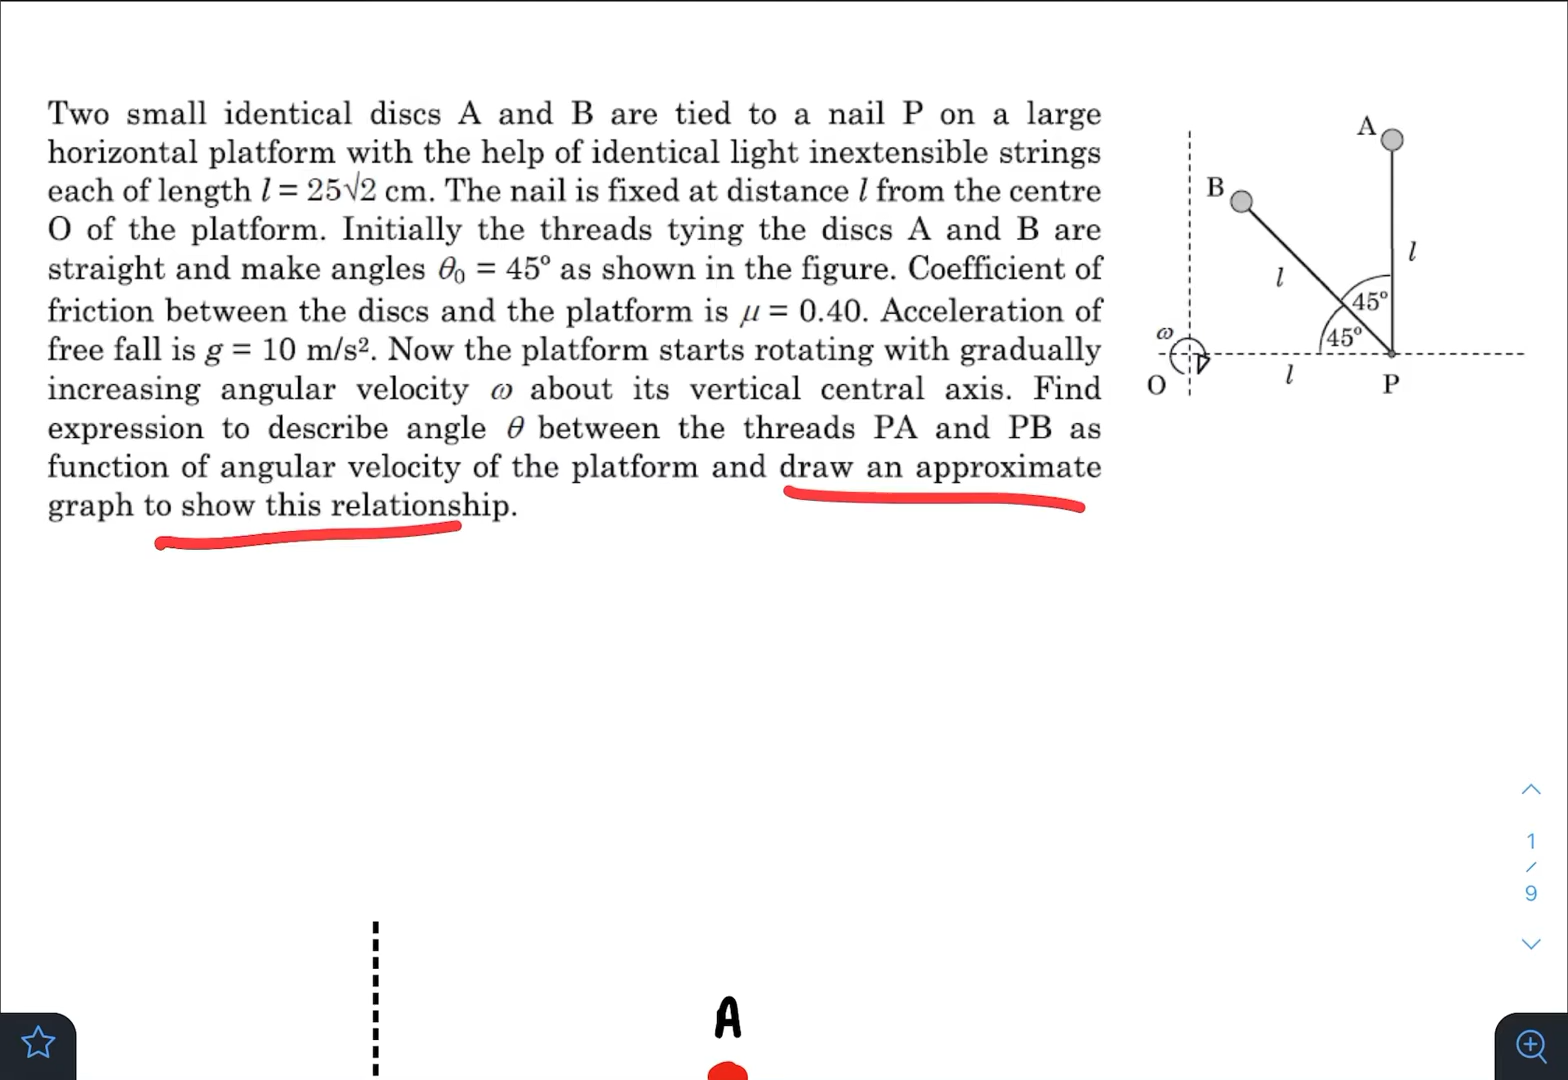 Two small identical discs A and B are tied to a nail P on a large
horizontal platform with the help of identical light inextensible strings
each of length l = 25√2 cm. The nail is fixed at distance l from the centre
O of the platform. Initially the threads tying the discs A and B are
straight and make angles θ₀ = 45° as shown in the figure. Coefficient of
friction between the discs and the platform is μ = 0.40. Acceleration of
free fall is g = 10 m/s². Now the platform starts rotating with gradually
increasing angular velocity ω about its vertical central axis. Find
expression to describe angle θ between the threads PA and PB as
function of angular velocity of the platform and draw an approximate
graph to show this relationship.
A
B
l
l
45°
45°
ω
O
l
P
1
/
9
A